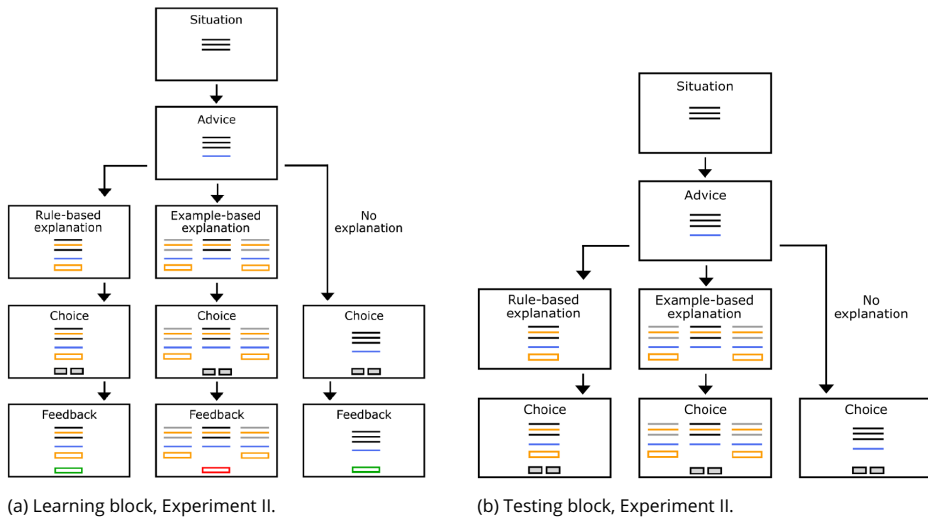 Situation
Advice
Rule-based
explanation
Example-based
explanation
No
explanation
Choice
Choice
Choice
Feedback
Feedback
Feedback
(a) Learning block, Experiment II.
Situation
Advice
Rule-based
explanation
Example-based
explanation
No
explanation
Choice
Choice
Choice
(b) Testing block, Experiment II.